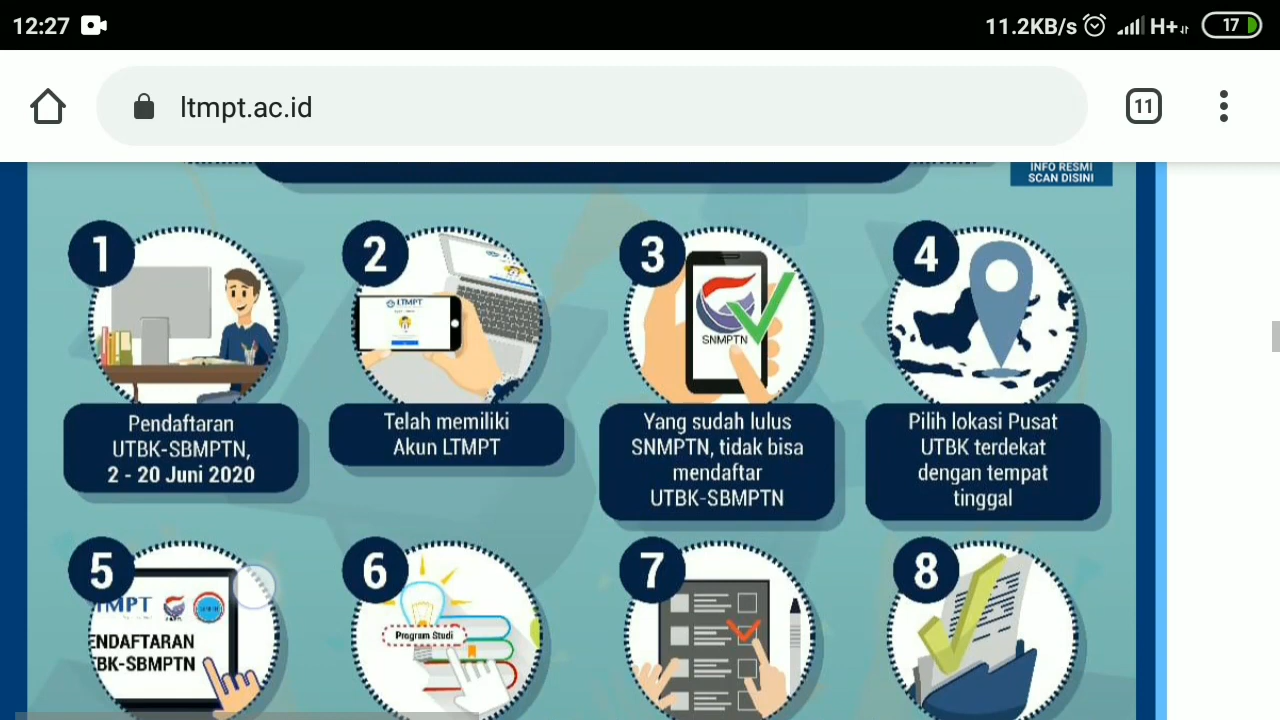 12:27
11.2KB/s
H+
17
ltmpt.ac.id
11
INFO RESMI
SCAN DISINI
1
2
3
4
LTMPT
SNMPTN
Pendaftaran
UTBK-SBMPTN,
2 - 20 Juni 2020
Telah memiliki
Akun LTMPT
Yang sudah lulus
SNMPTN, tidak bisa
mendaftar
UTBK-SBMPTN
Pilih lokasi Pusat
UTBK terdekat
dengan tempat
tinggal
5
6
7
8
TMPT
ENDAFTARAN
BK-SBMPTN
Program Studi